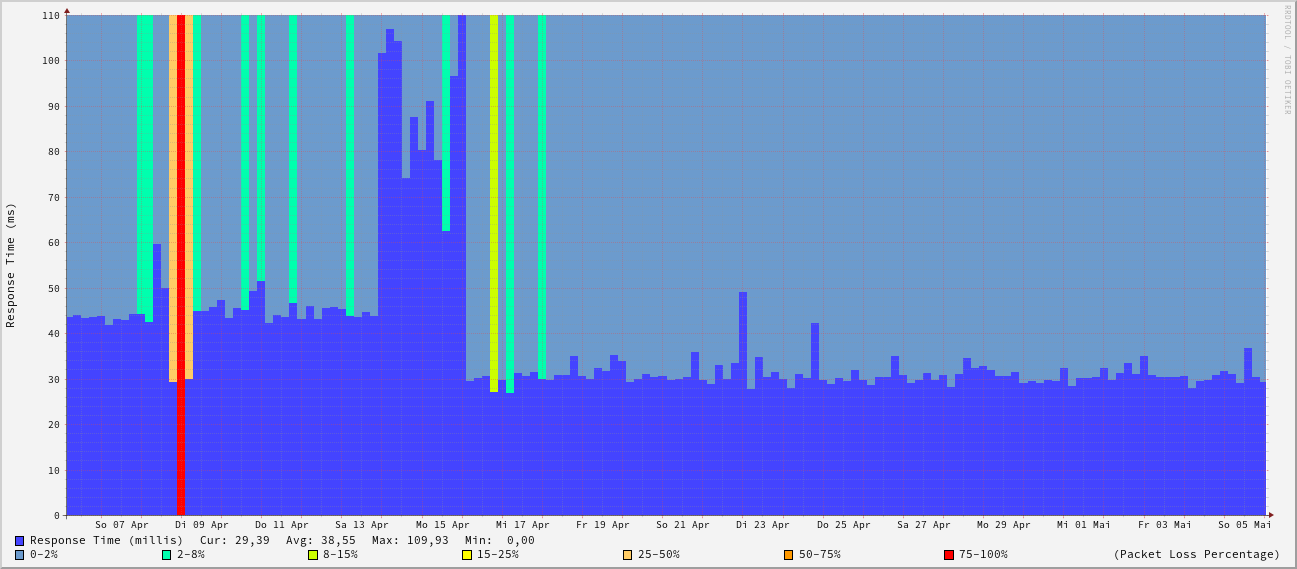 RRDTOOL / TOBI OETIKER
Response Time (ms)
110
100
90
80
70
60
50
40
30
20
10
0
So 07 Apr Di 09 Apr Do 11 Apr Sa 13 Apr Mo 15 Apr Mi 17 Apr Fr 19 Apr So 21 Apr Di 23 Apr Do 25 Apr Sa 27 Apr Mo 29 Apr Mi 01 Mai Fr 03 Mai So 05 Mai
Response Time (millis) Cur: 29,39 Avg: 38,55 Max: 109,93 Min: 0,00
0-2% 2-8% 8-15% 15-25% 25-50% 50-75% 75-100% (Packet Loss Percentage)